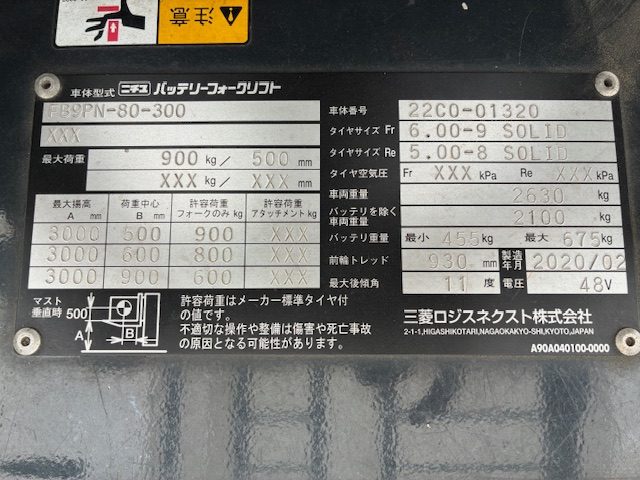 注意
車体型式 ニチユ バッテリーフォークリフト
FB9PN-80-300
XXX
最大荷重 900 kg／ 500 mm
XXX kg／ XXX mm
最大揚高 A mm 荷重中心 B mm 許容荷重 フォークのみ kg 許容荷重 アタッチメント kg
3000 500 900 XXX
3000 600 800 XXX
3000 900 600 XXX
マスト垂直時 500 A B
許容荷重はメーカー標準タイヤ付
の値です。
不適切な操作や整備は傷害や死亡事故
の原因となる可能性があります。
車体番号 22C0-01320
タイヤサイズ Fr 6.00-9 SOLID
タイヤサイズ Re 5.00-8 SOLID
タイヤ空気圧 Fr XXX kPa Re XXX kPa
車両重量 2630 kg
バッテリを除く車両重量 2100 kg
バッテリ重量 最小 455 kg 最大 675 kg
前輪トレッド 930 mm 製造年月 2020/02
最大後傾角 11 度 電圧 48 V
三菱ロジスネクスト株式会社
2-1-1,HIGASHIKOTARI,NAGAOKAKYO-SHI,KYOTO,JAPAN
A90A040100-0000